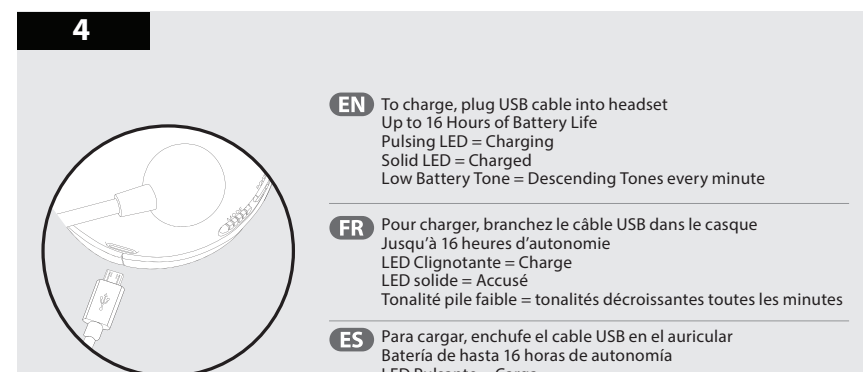 4
EN To charge, plug USB cable into headset
Up to 16 Hours of Battery Life
Pulsing LED = Charging
Solid LED = Charged
Low Battery Tone = Descending Tones every minute
FR Pour charger, branchez le câble USB dans le casque
Jusqu'à 16 heures d'autonomie
LED Clignotante = Charge
LED solide = Accusé
Tonalité pile faible = tonalités décroissantes toutes les minutes
ES Para cargar, enchufe el cable USB en el auricular
Batería de hasta 16 horas de autonomía
LED Pulsante = Carga